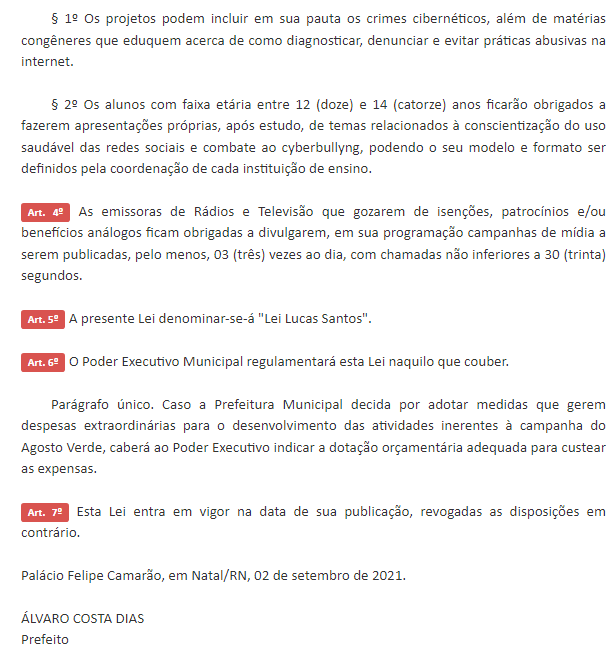 § 1º Os projetos podem incluir em sua pauta os crimes cibernéticos, além de matérias
congêneres que eduquem acerca de como diagnosticar, denunciar e evitar práticas abusivas na
internet.
§ 2º Os alunos com faixa etária entre 12 (doze) e 14 (catorze) anos ficarão obrigados a
fazerem apresentações próprias, após estudo, de temas relacionados à conscientização do uso
saudável das redes sociais e combate ao cyberbullyng, podendo o seu modelo e formato ser
definidos pela coordenação de cada instituição de ensino.
Art. 4º As emissoras de Rádios e Televisão que gozarem de isenções, patrocínios e/ou
benefícios análogos ficam obrigadas a divulgarem, em sua programação campanhas de mídia a
serem publicadas, pelo menos, 03 (três) vezes ao dia, com chamadas não inferiores a 30 (trinta)
segundos.
Art. 5º A presente Lei denominar-se-á "Lei Lucas Santos".
Art. 6º O Poder Executivo Municipal regulamentará esta Lei naquilo que couber.
Parágrafo único. Caso a Prefeitura Municipal decida por adotar medidas que gerem
despesas extraordinárias para o desenvolvimento das atividades inerentes à campanha do
Agosto Verde, caberá ao Poder Executivo indicar a dotação orçamentária adequada para custear
as expensas.
Art. 7º Esta Lei entra em vigor na data de sua publicação, revogadas as disposições em
contrário.
Palácio Felipe Camarão, em Natal/RN, 02 de setembro de 2021.
ÁLVARO COSTA DIAS
Prefeito